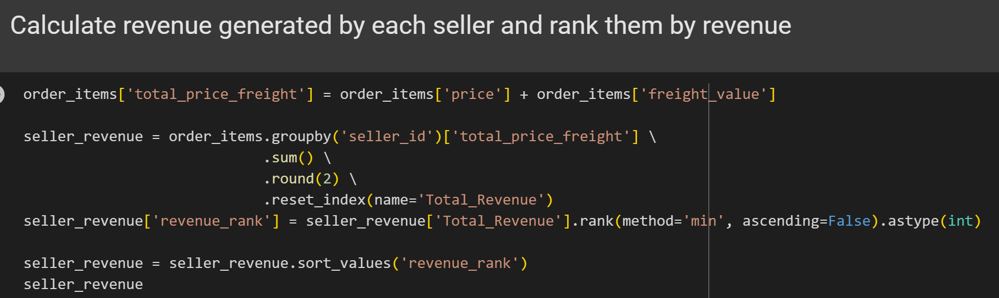 Calculate revenue generated by each seller and rank them by revenue
order_items['total_price_freight'] = order_items['price'] + order_items['freight_value']
seller_revenue = order_items.groupby('seller_id')['total_price_freight'] \
.sum() \
.round(2) \
.reset_index(name='Total_Revenue')
seller_revenue['revenue_rank'] = seller_revenue['Total_Revenue'].rank(method='min', ascending=False).astype(int)
seller_revenue = seller_revenue.sort_values('revenue_rank')
seller_revenue